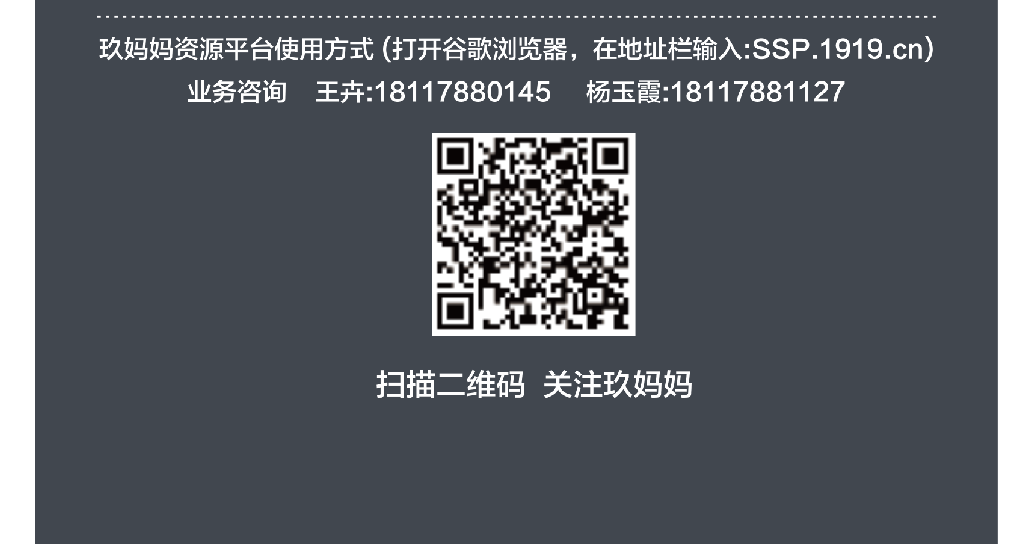 玖妈妈资源平台使用方式（打开谷歌浏览器，在地址栏输入:SSP.1919.cn）
业务咨询 王卉:18117880145 杨玉霞:18117881127
扫描二维码 关注玖妈妈